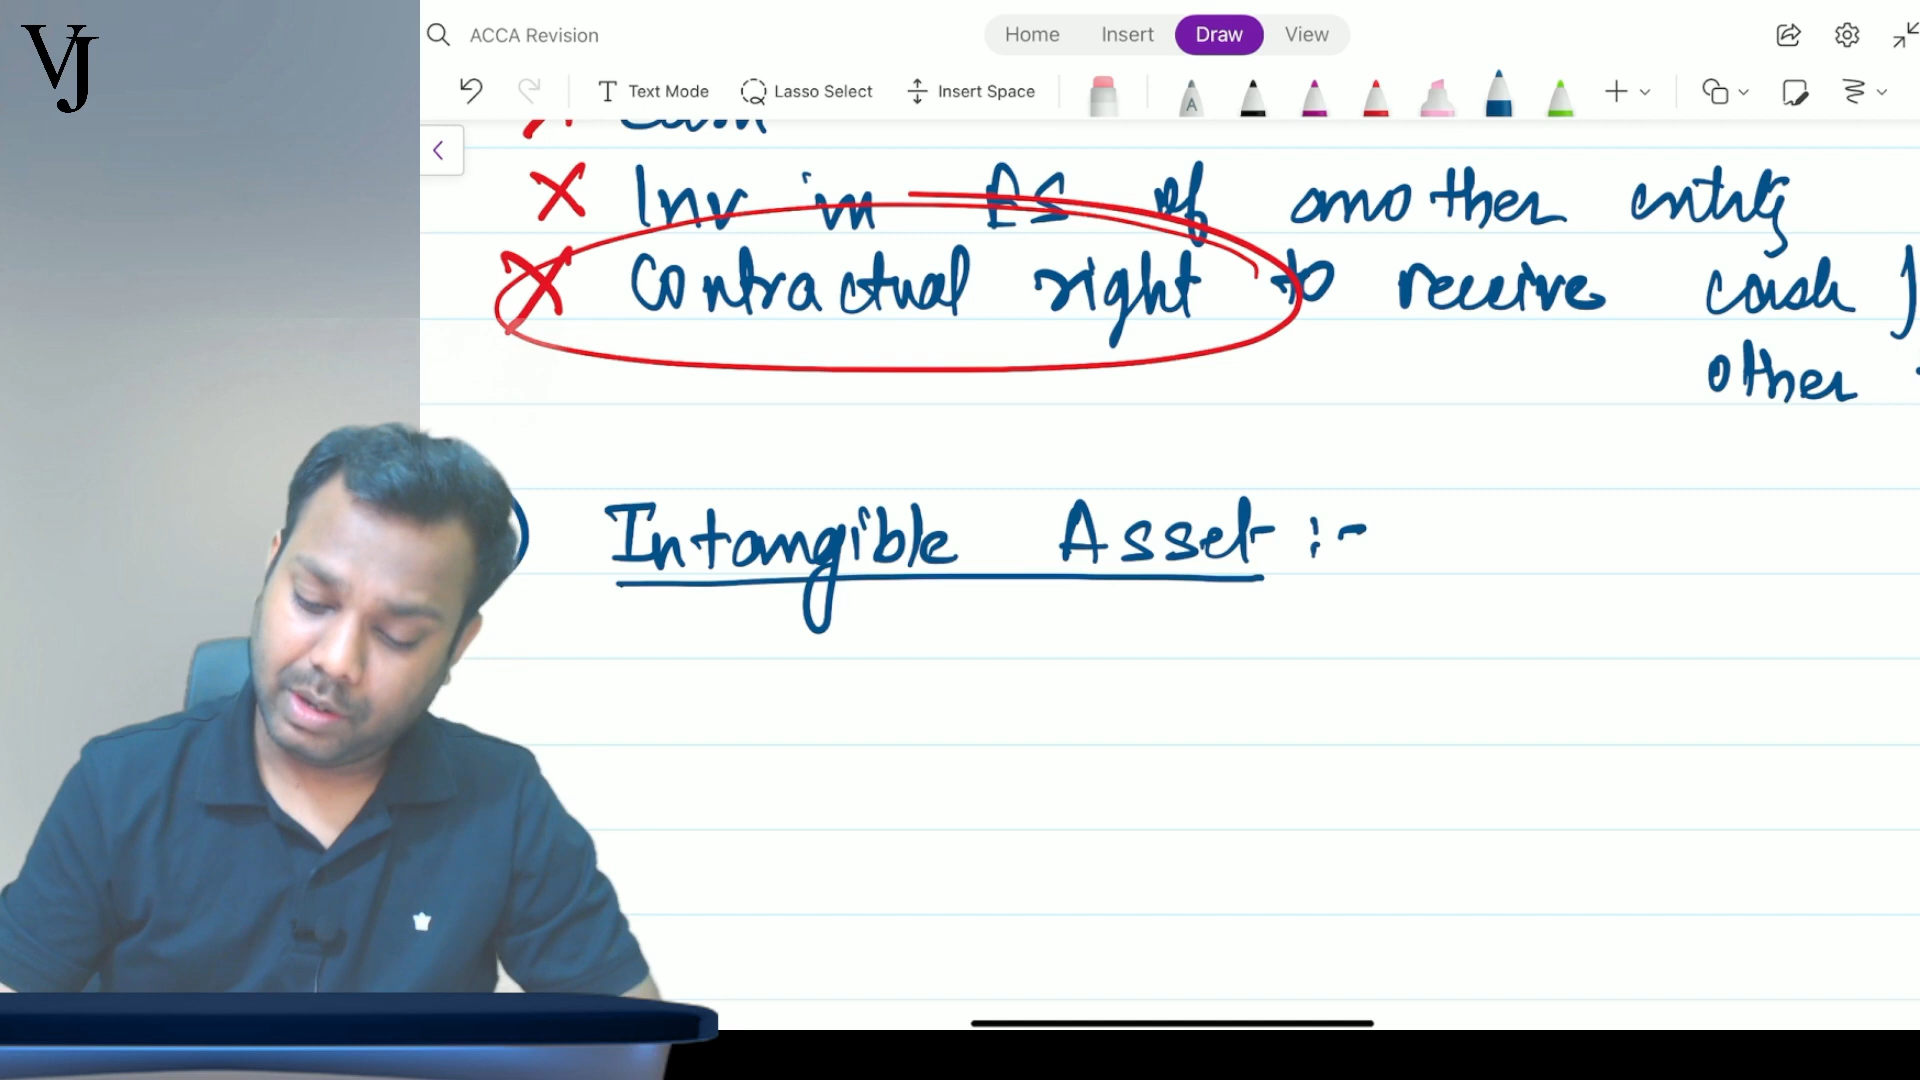 VJ
ACCA Revision
Home Insert Draw View
Text Mode Lasso Select Insert Space
A
Cash
Inv in ES of another entity
Contractual right to receive cash /
other
Intangible Asset :-